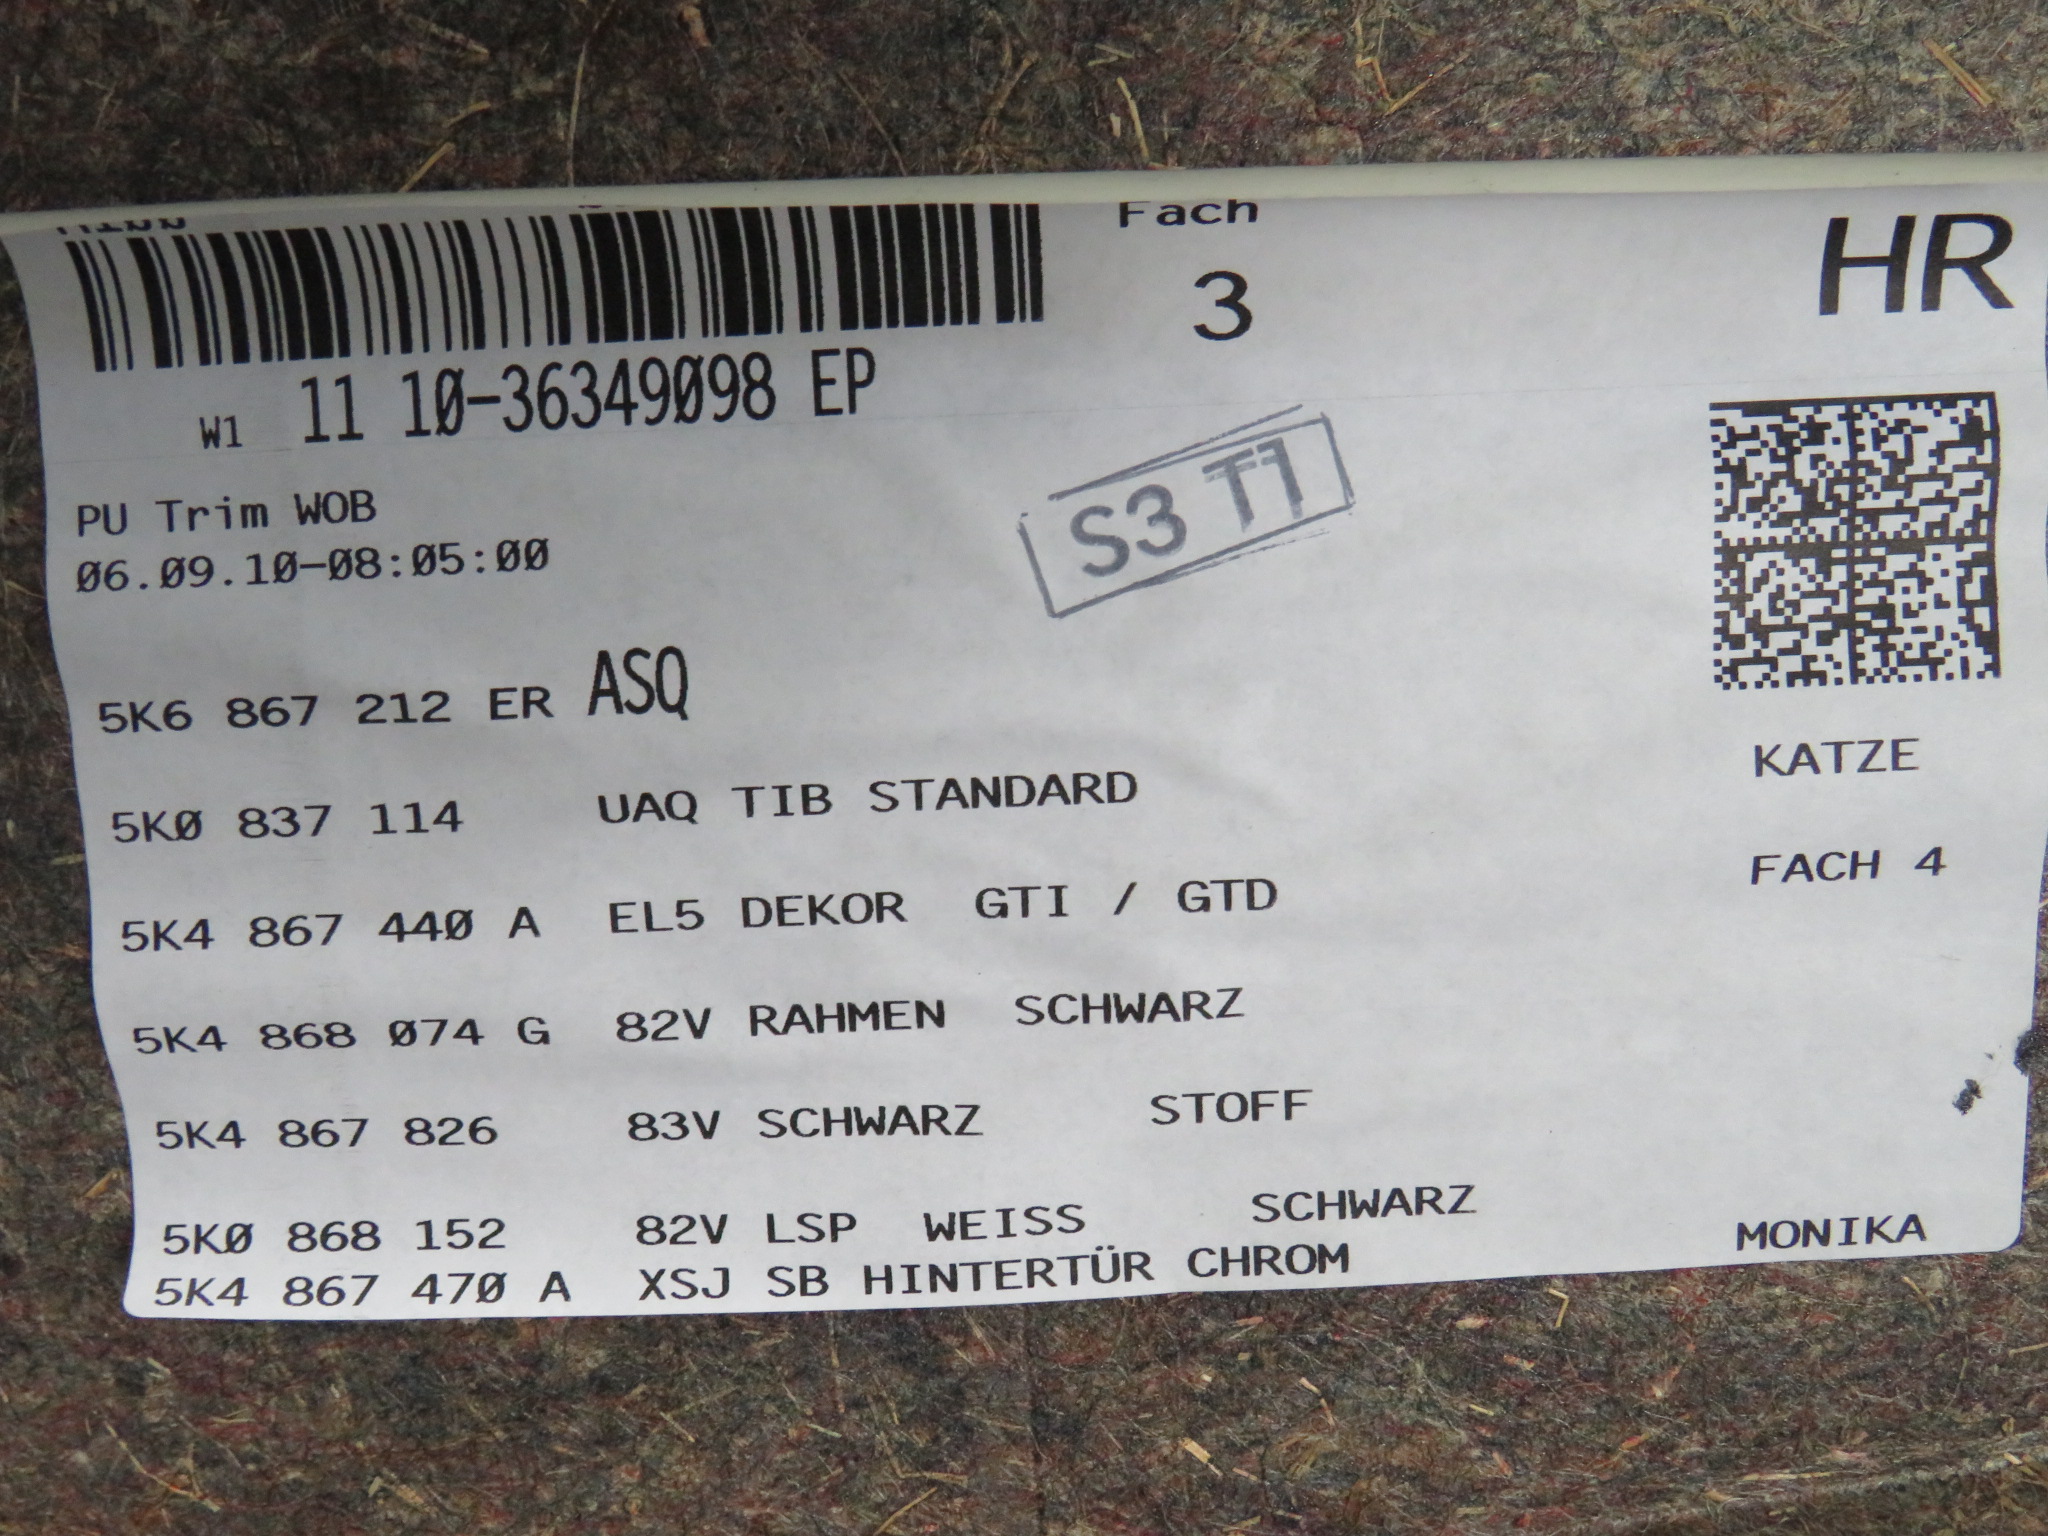 Fach
HR
3
W1 11 10-36349098 EP
S3 T1
PU Trim WOB
06.09.10-08:05:00
5K6 867 212 ER ASQ
KATZE
5K0 837 114 UAQ TIB STANDARD
FACH 4
5K4 867 440 A EL5 DEKOR GTI / GTD
5K4 868 074 G 82V RAHMEN SCHWARZ
5K4 867 826 83V SCHWARZ STOFF
5K0 868 152 82V LSP WEISS SCHWARZ
MONIKA
5K4 867 470 A XSJ SB HINTERTÜR CHROM